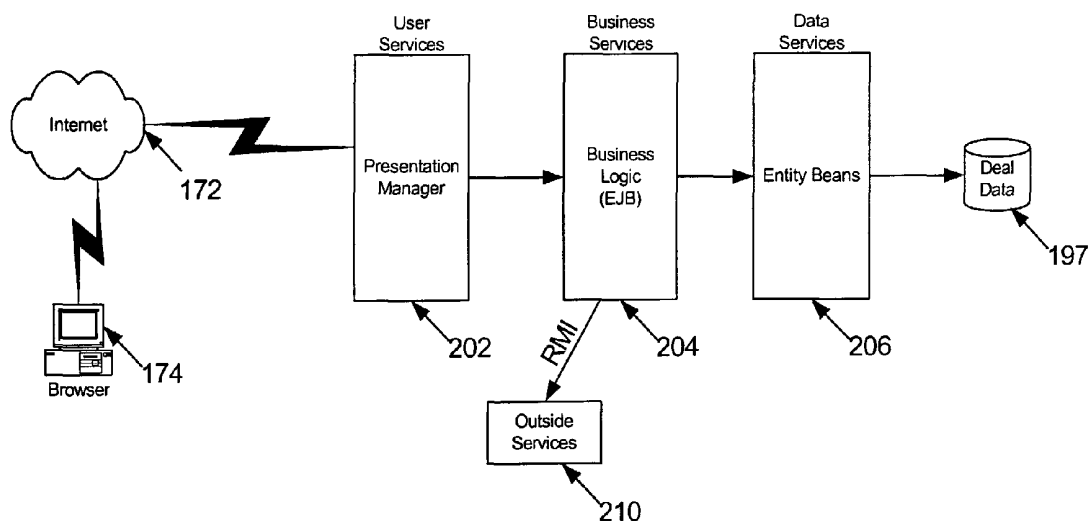 User
Services
Business
Services
Data
Services
Internet
172
Presentation
Manager
Business
Logic
(EJB)
Entity Beans
Deal
Data
197
Browser
174
202
204
206
RMI
Outside
Services
210